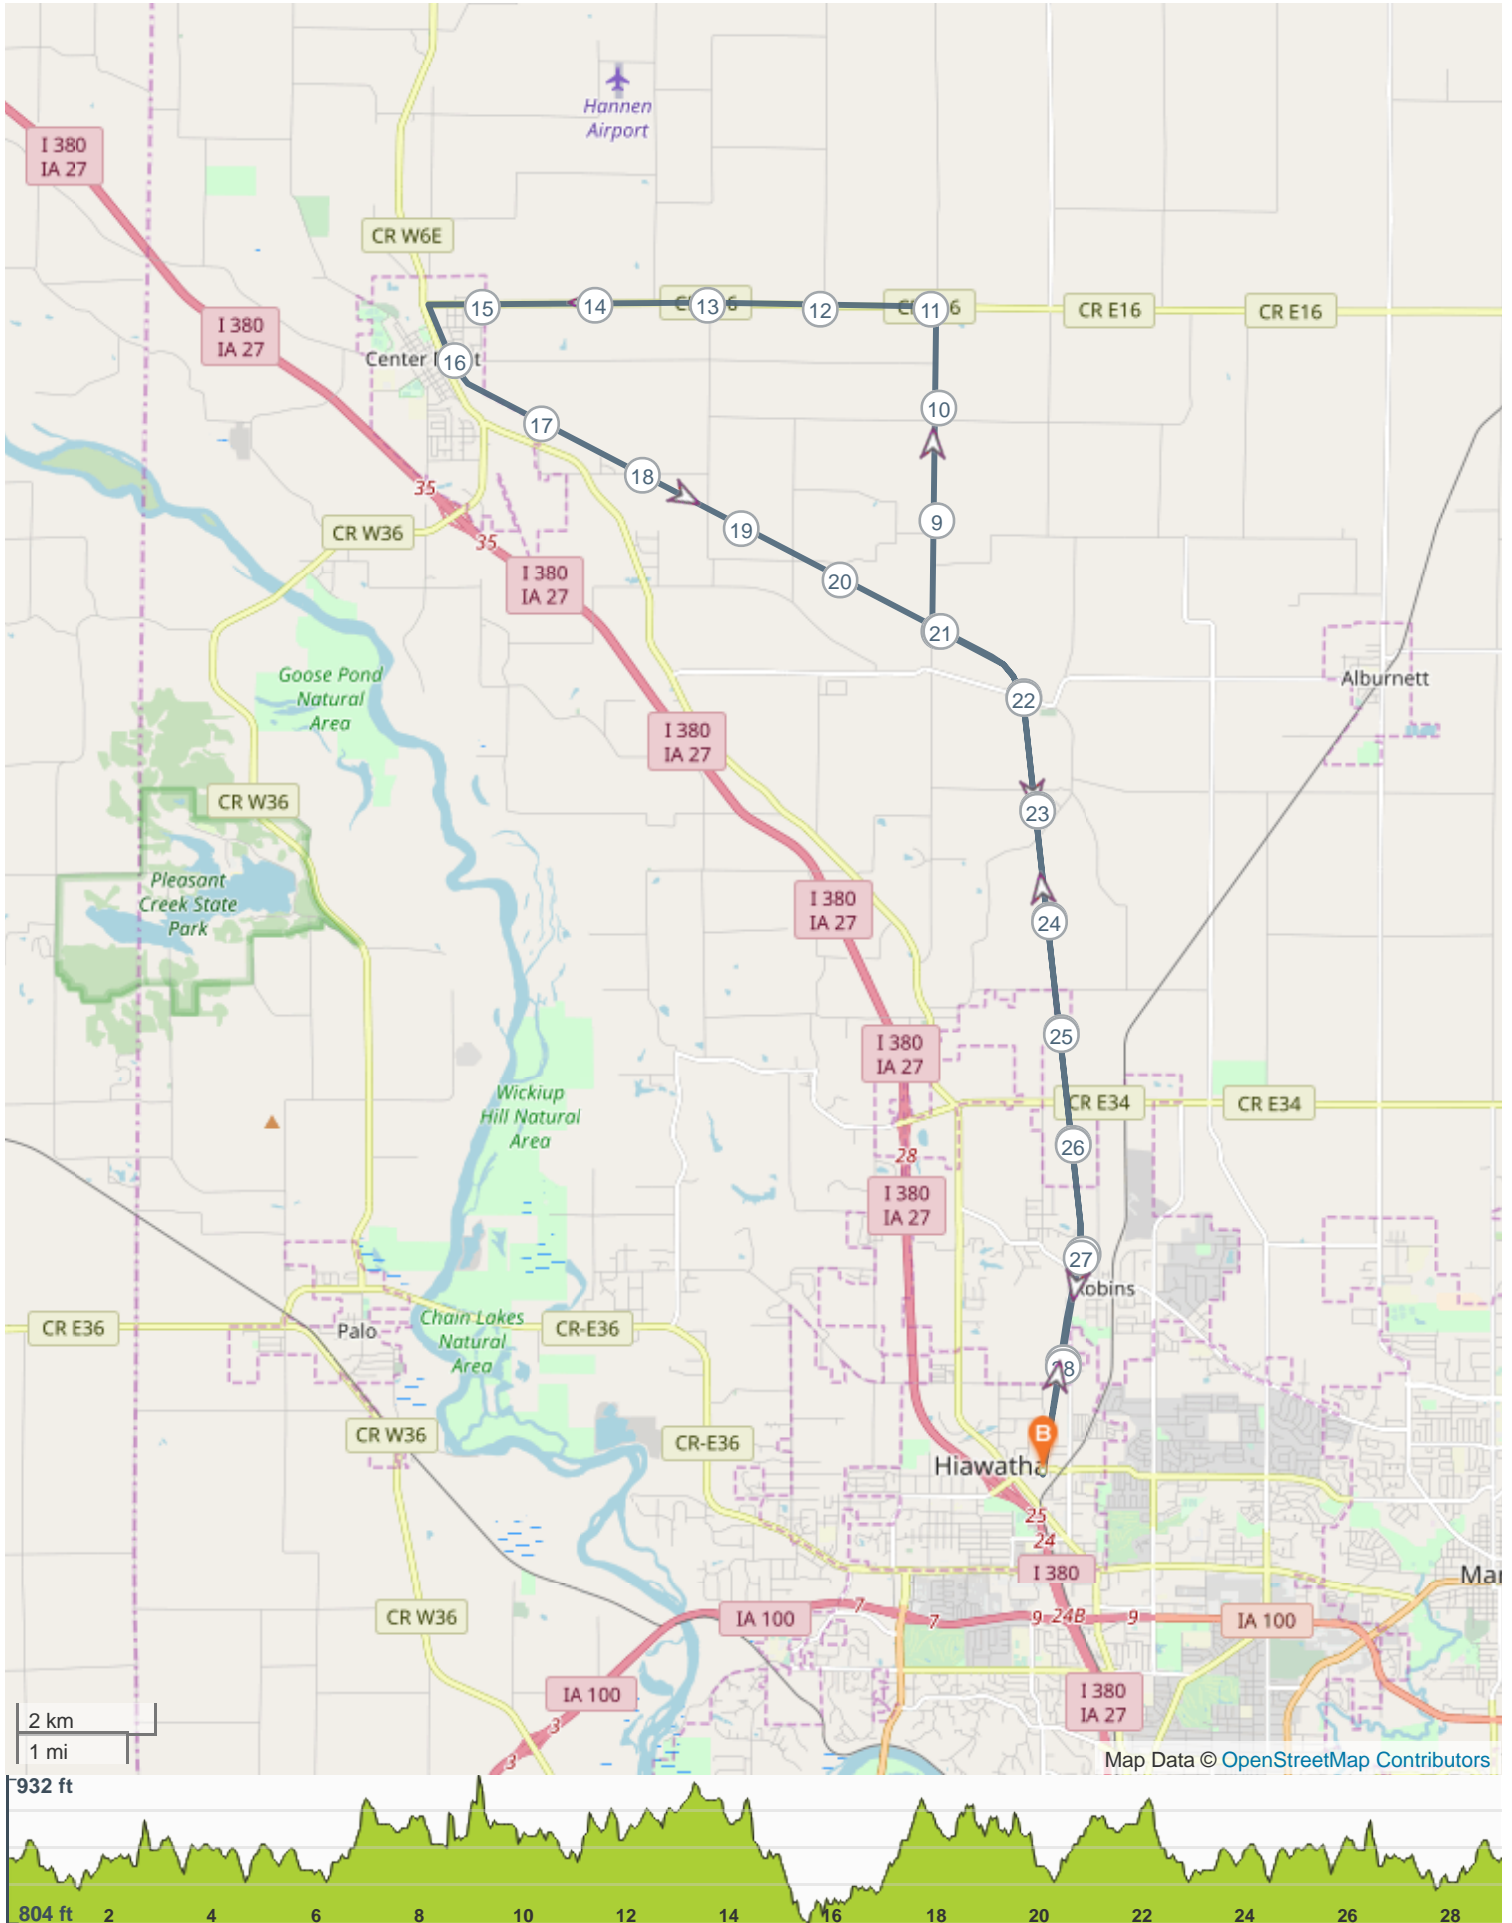 Hannen
Airport
I 380
IA 27
CR W6E
15
14
13
6
12
11
6
CR E16
CR E16
I 380
IA 27
Center
t
16
10
17
18
35
9
19
CR W36
35
I 380
IA 27
20
21
Goose Pond
Natural
Area
Alburnett
22
I 380
IA 27
CR W36
23
Pleasant
Creek State
Park
I 380
IA 27
24
25
I 380
IA 27
Wickiup
Hill Natural
Area
CR E34
CR E34
26
28
I 380
IA 27
27
obins
Chain Lakes
Natural
Area
CR E36
Palo
CR-E36
28
B
CR W36
CR-E36
Hiawatha
25
24
I 380
Mar
CR W36
IA 100
7
7
9
24B
9
IA 100
IA 100
I 380
IA 27
3
3
2 km
1 mi
Map Data © OpenStreetMap Contributors
932 ft
804 ft
2
4
6
8
10
12
14
16
18
20
22
24
26
28